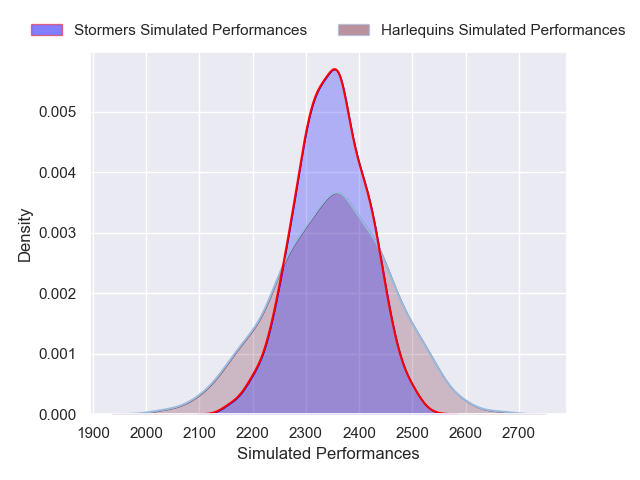 Stormers Simulated Performances Harlequins Simulated Performances
0.005
0.004
0.003
0.002
0.001
0.000
Density
1900 2000 2100 2200 2300 2400 2500 2600 2700
Simulated Performances